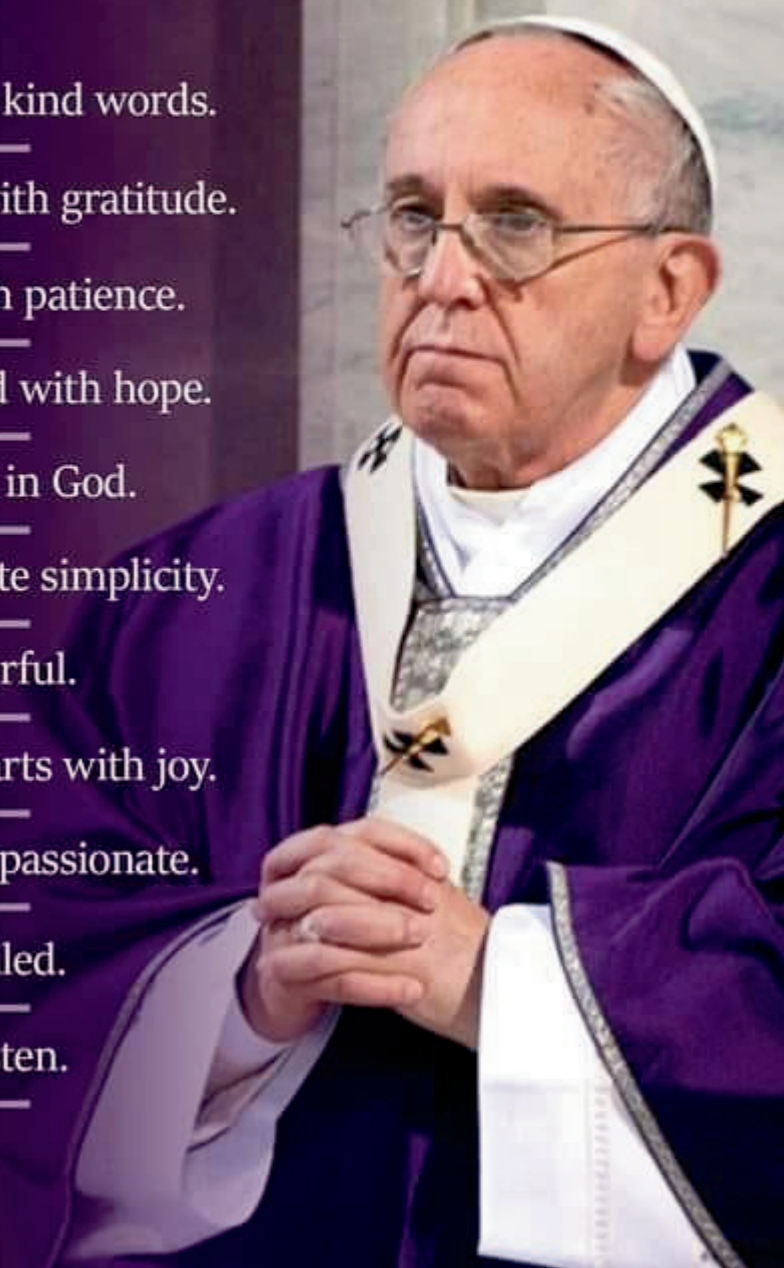 kind words.
ith gratitude.
patience.
with hope.
in God.
te simplicity.
rful.
rts with joy.
passionate.
led.
ten.